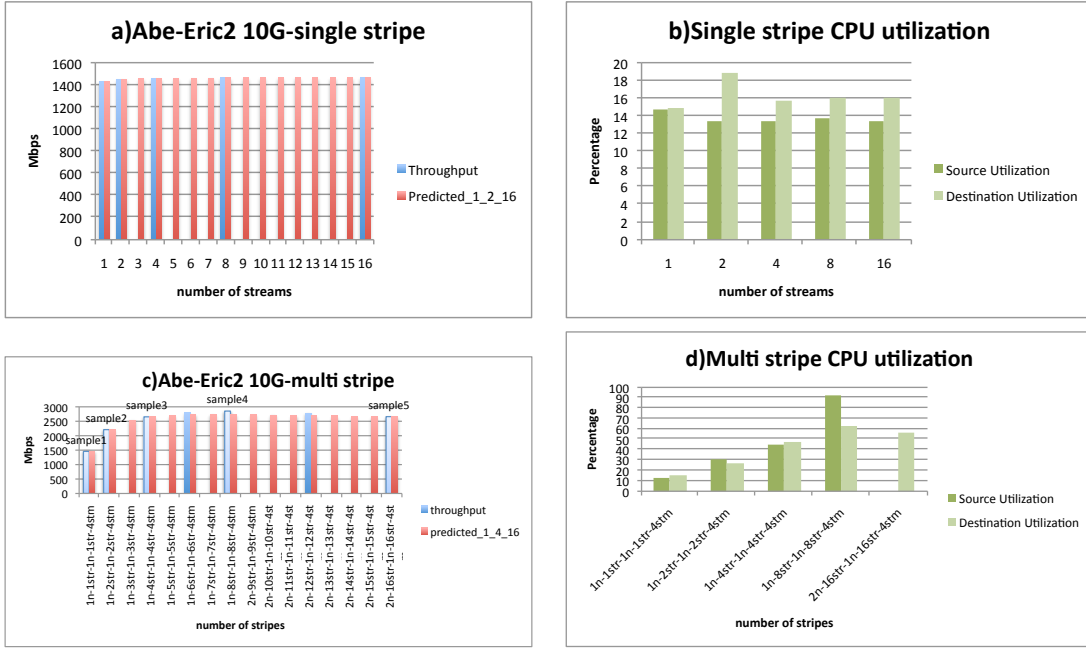 a)Abe-Eric2 10G-single stripe
1600
1400
1200
1000
800
600
400
200
0
Mbps
1 2 3 4 5 6 7 8 9 10 11 12 13 14 15 16
number of streams
Throughput
Predicted_1_2_16
b)Single stripe CPU utilization
20
18
16
14
12
10
8
6
4
2
0
Percentage
1 2 4 8 16
number of streams
Source Utilization
Destination Utilization
c)Abe-Eric2 10G-multi stripe
3000
2500
2000
1500
1000
500
0
Mbps
sample1
sample2
sample3
sample4
sample5
1n-1str-1n-1str-4stm
1n-2str-1n-2str-4stm
1n-3str-1n-3str-4stm
1n-4str-1n-4str-4stm
1n-5str-1n-5str-4stm
1n-6str-1n-6str-4stm
1n-7str-1n-7str-4stm
1n-8str-1n-8str-4stm
2n-9str-1n-9str-4stm
2n-10str-1n-10str-4st
2n-11str-1n-11str-4st
2n-12str-1n-12str-4st
2n-13str-1n-13str-4st
2n-14str-1n-14str-4st
2n-15str-1n-15str-4st
2n-16str-1n-16str-4st
number of stripes
throughput
predicted_1_4_16
d)Multi stripe CPU utilization
100
90
80
70
60
50
40
30
20
10
0
Percentage
1n-1str-1n-1str-4stm
1n-2str-1n-2str-4stm
1n-4str-1n-4str-4stm
1n-8str-1n-8str-4stm
2n-16str-1n-16str-4stm
number of stripes
Source Utilization
Destination Utilization